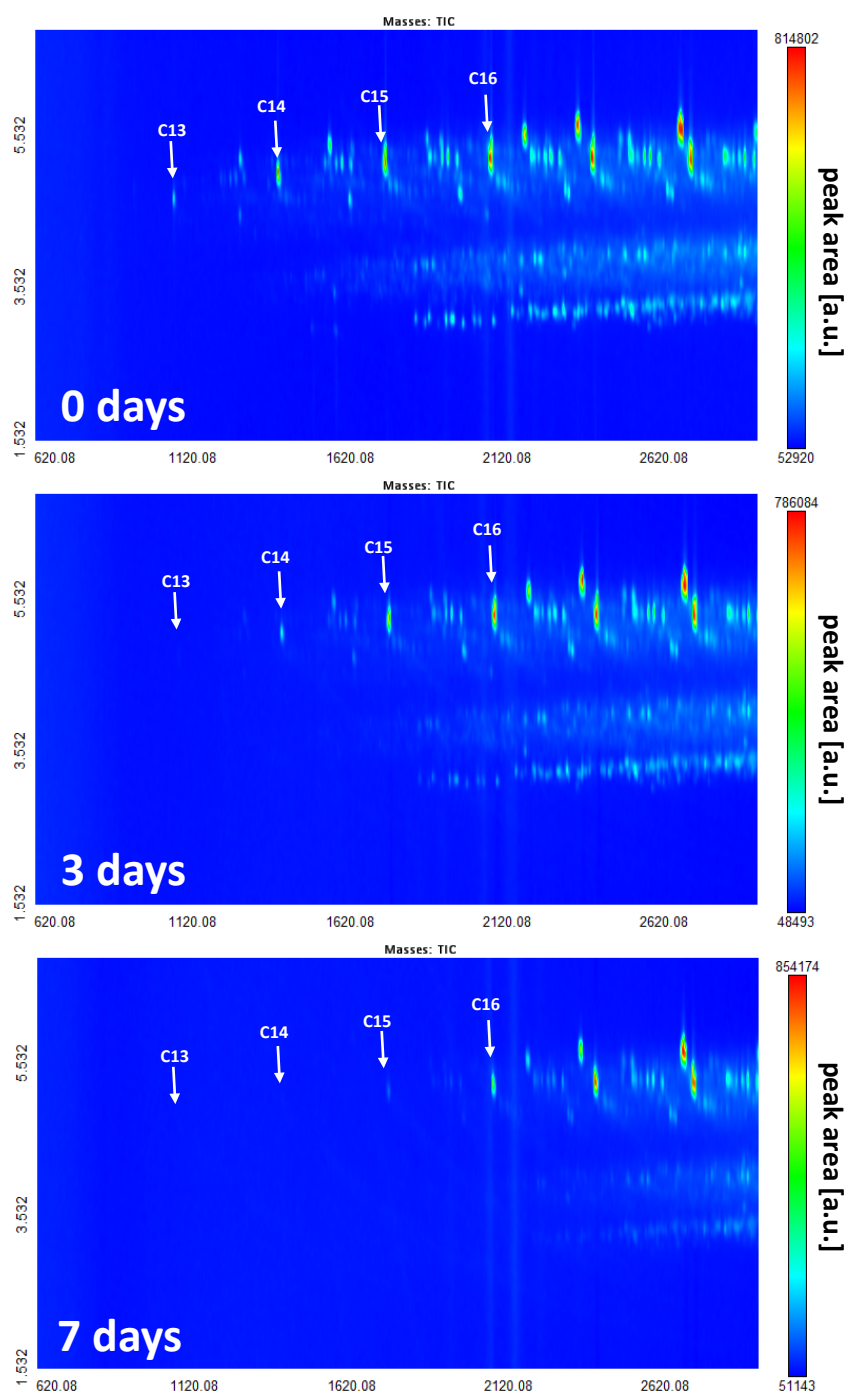 Masses: TIC
814802
C16
C15
C14
C13
5.532
3.532
1.532
peak area [a.u.]
0 days
52920
620.08 1120.08 1620.08 2120.08 2620.08
Masses: TIC
786084
C16
C15
C14
C13
5.532
3.532
1.532
peak area [a.u.]
3 days
48493
620.08 1120.08 1620.08 2120.08 2620.08
Masses: TIC
854174
C16
C15
C14
C13
5.532
3.532
1.532
peak area [a.u.]
7 days
51143
620.08 1120.08 1620.08 2120.08 2620.08